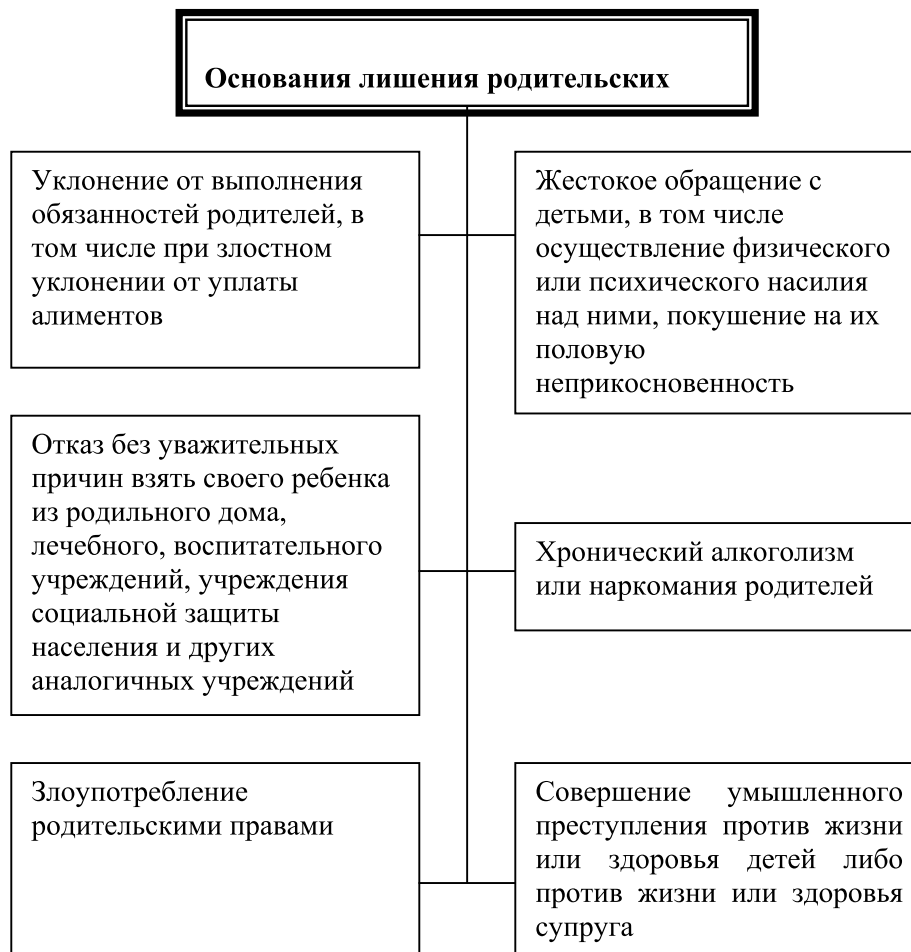 Основания лишения родительских
Уклонение от выполнения
обязанностей родителей, в
том числе при злостном
уклонении от уплаты
алиментов
Жестокое обращение с
детьми, в том числе
осуществление физического
или психического насилия
над ними, покушение на их
половую
неприкосновенность
Отказ без уважительных
причин взять своего ребенка
из родильного дома,
лечебного, воспитательного
учреждений, учреждения
социальной защиты
населения и других
аналогичных учреждений
Хронический алкоголизм
или наркомания родителей
Злоупотребление
родительскими правами
Совершение умышленного
преступления против жизни
или здоровья детей либо
против жизни или здоровья
супруга